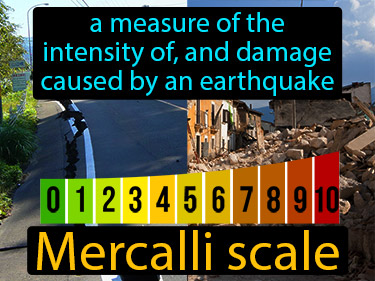 a measure of the
intensity of, and damage
caused by an earthquake
0 1 2 3 4 5 6 7 8 9 10
Mercalli scale